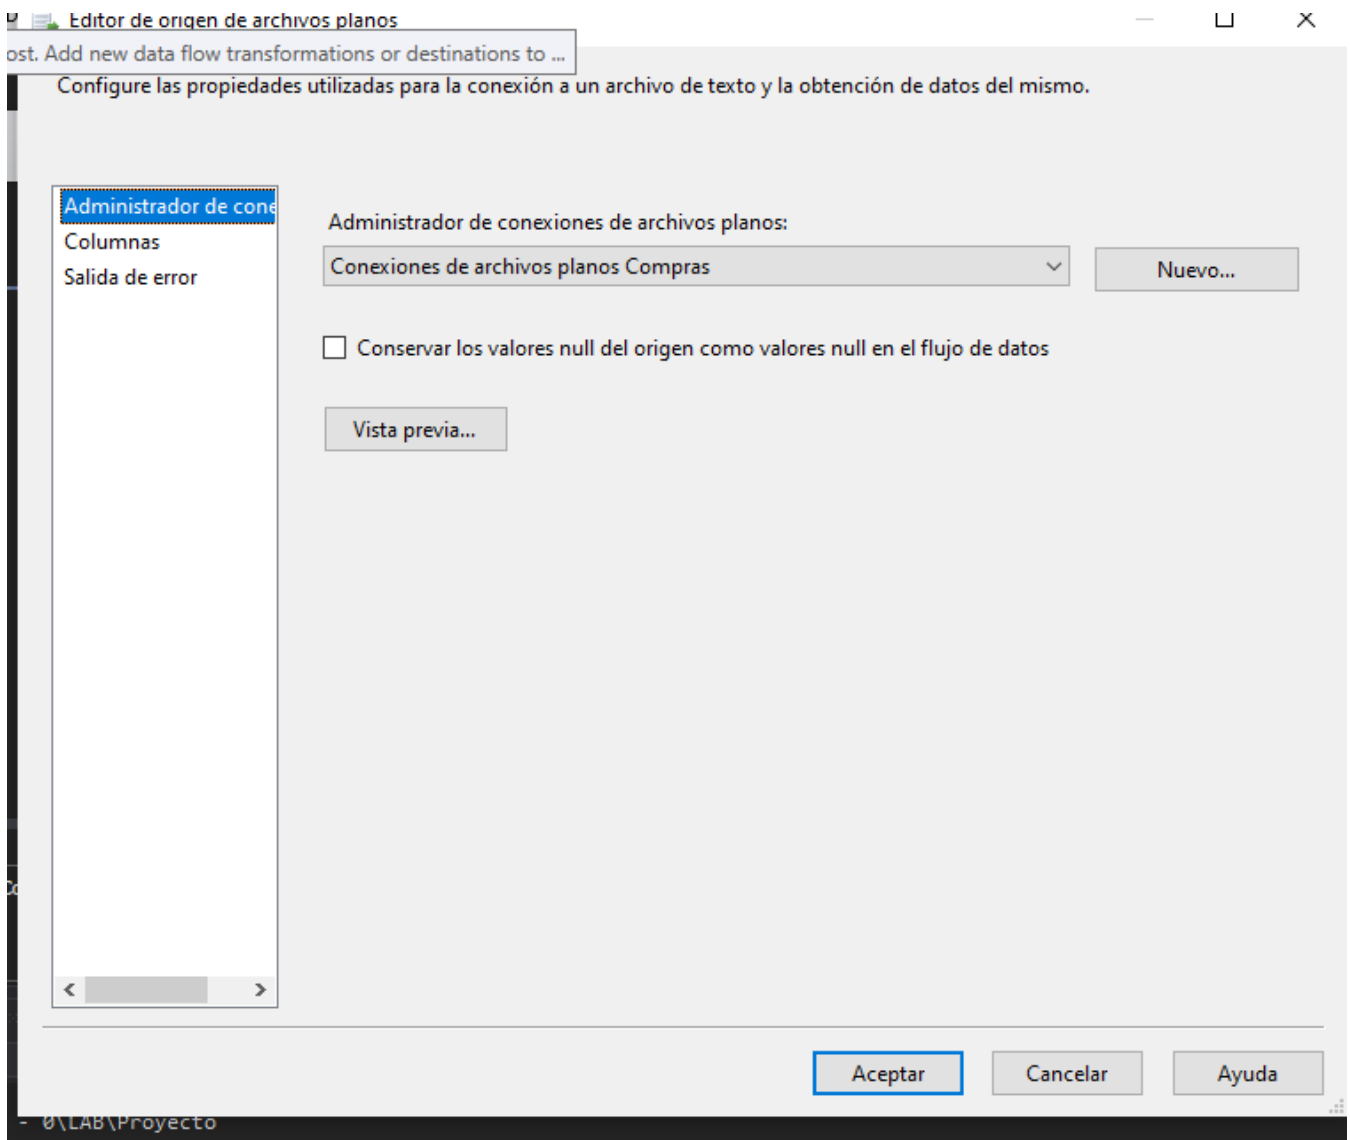 Editor de origen de archivos planos
ost. Add new data flow transformations or destinations to ...
Configure las propiedades utilizadas para la conexión a un archivo de texto y la obtención de datos del mismo.
Administrador de cone
Columnas
Salida de error
Administrador de conexiones de archivos planos:
Conexiones de archivos planos Compras
Nuevo...
Conservar los valores null del origen como valores null en el flujo de datos
Vista previa...
Co
Aceptar
Cancelar
Ayuda
- 0\LAB\Proyecto